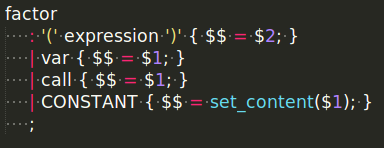 factor
: '(' expression ')' { $$ = $2; }
| var { $$ = $1; }
| call { $$ = $1; }
| CONSTANT { $$ = set_content($1); }
;